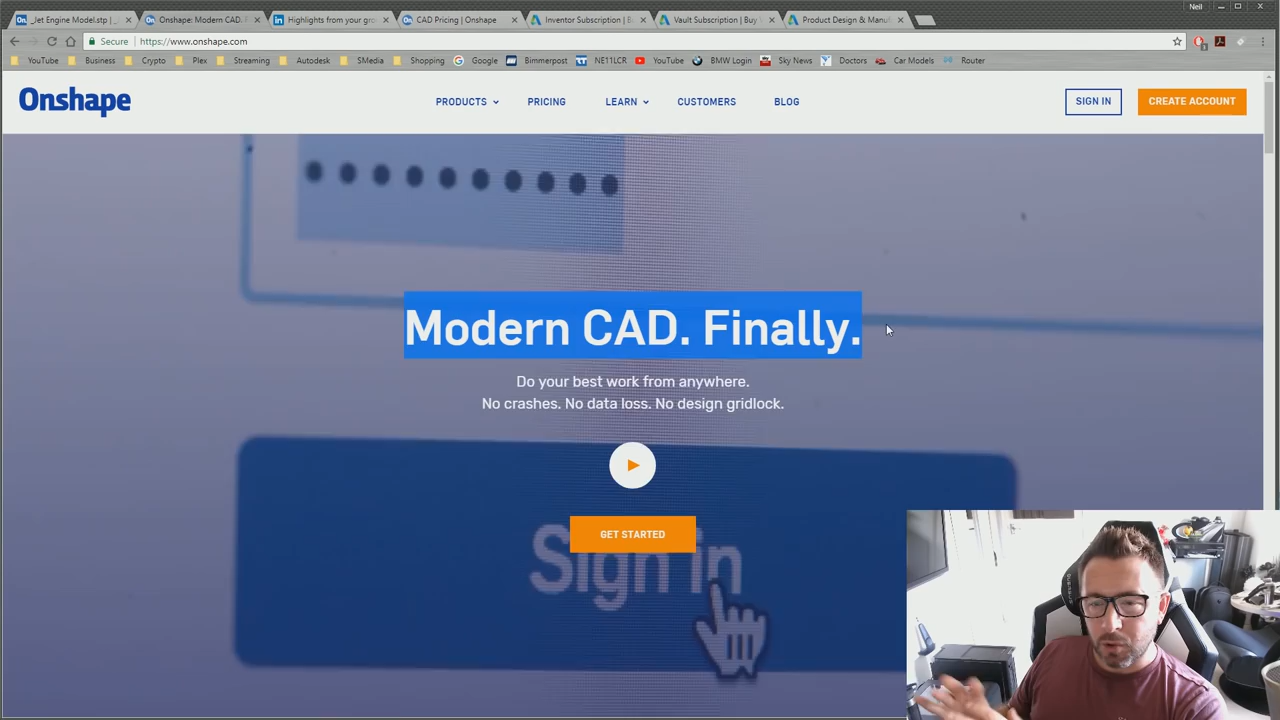 Neil
_Jet Engine Model.stp |
Onshape: Modern CAD. F
Highlights from your gro
CAD Pricing | Onshape
Inventor Subscription | B
Vault Subscription | Buy
Product Design & Manu
Secure
https://www.onshape.com
YouTube
Business
Crypto
Plex
Streaming
Autodesk
SMedia
Shopping
Google
Bimmerpost
NE11LCR
YouTube
BMW Login
Sky News
Doctors
Car Models
Router
Onshape
PRODUCTS
PRICING
LEARN
CUSTOMERS
BLOG
SIGN IN
CREATE ACCOUNT
Modern CAD. Finally.
Do your best work from anywhere.
No crashes. No data loss. No design gridlock.
GET STARTED
Sign in